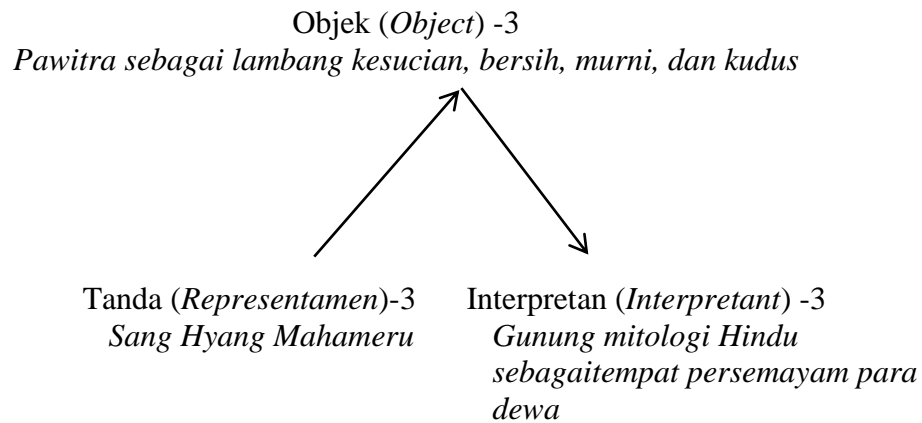 Objek (Object) -3
Pawitra sebagai lambang kesucian, bersih, murni, dan kudus
Tanda (Representamen)-3
Sang Hyang Mahameru
Interpretan (Interpretant) -3
Gunung mitologi Hindu
sebagaitempat persemayam para
dewa